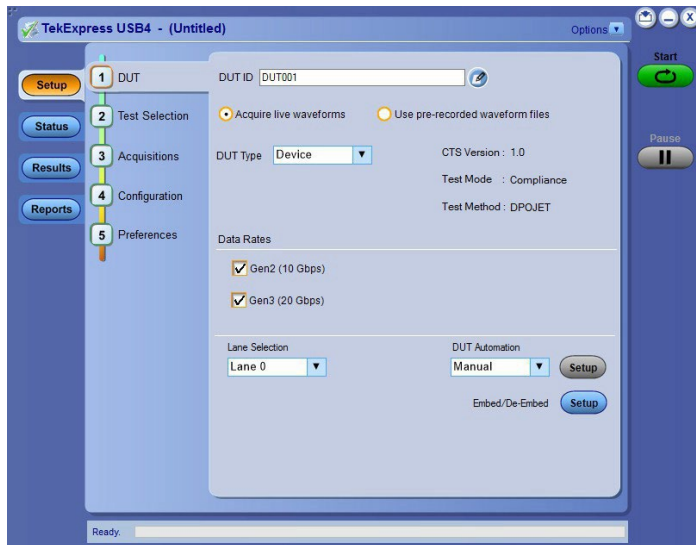 TekExpress USB4 - (Untitled)
Options
Start
Pause
Setup
Status
Results
Reports
1 DUT
2 Test Selection
3 Acquisitions
4 Configuration
5 Preferences
DUT ID DUT001
Acquire live waveforms
Use pre-recorded waveform files
DUT Type Device
CTS Version : 1.0
Test Mode : Compliance
Test Method : DPOJET
Data Rates
Gen2 (10 Gbps)
Gen3 (20 Gbps)
Lane Selection
Lane 0
DUT Automation
Manual
Setup
Embed/De-Embed
Setup
Ready.